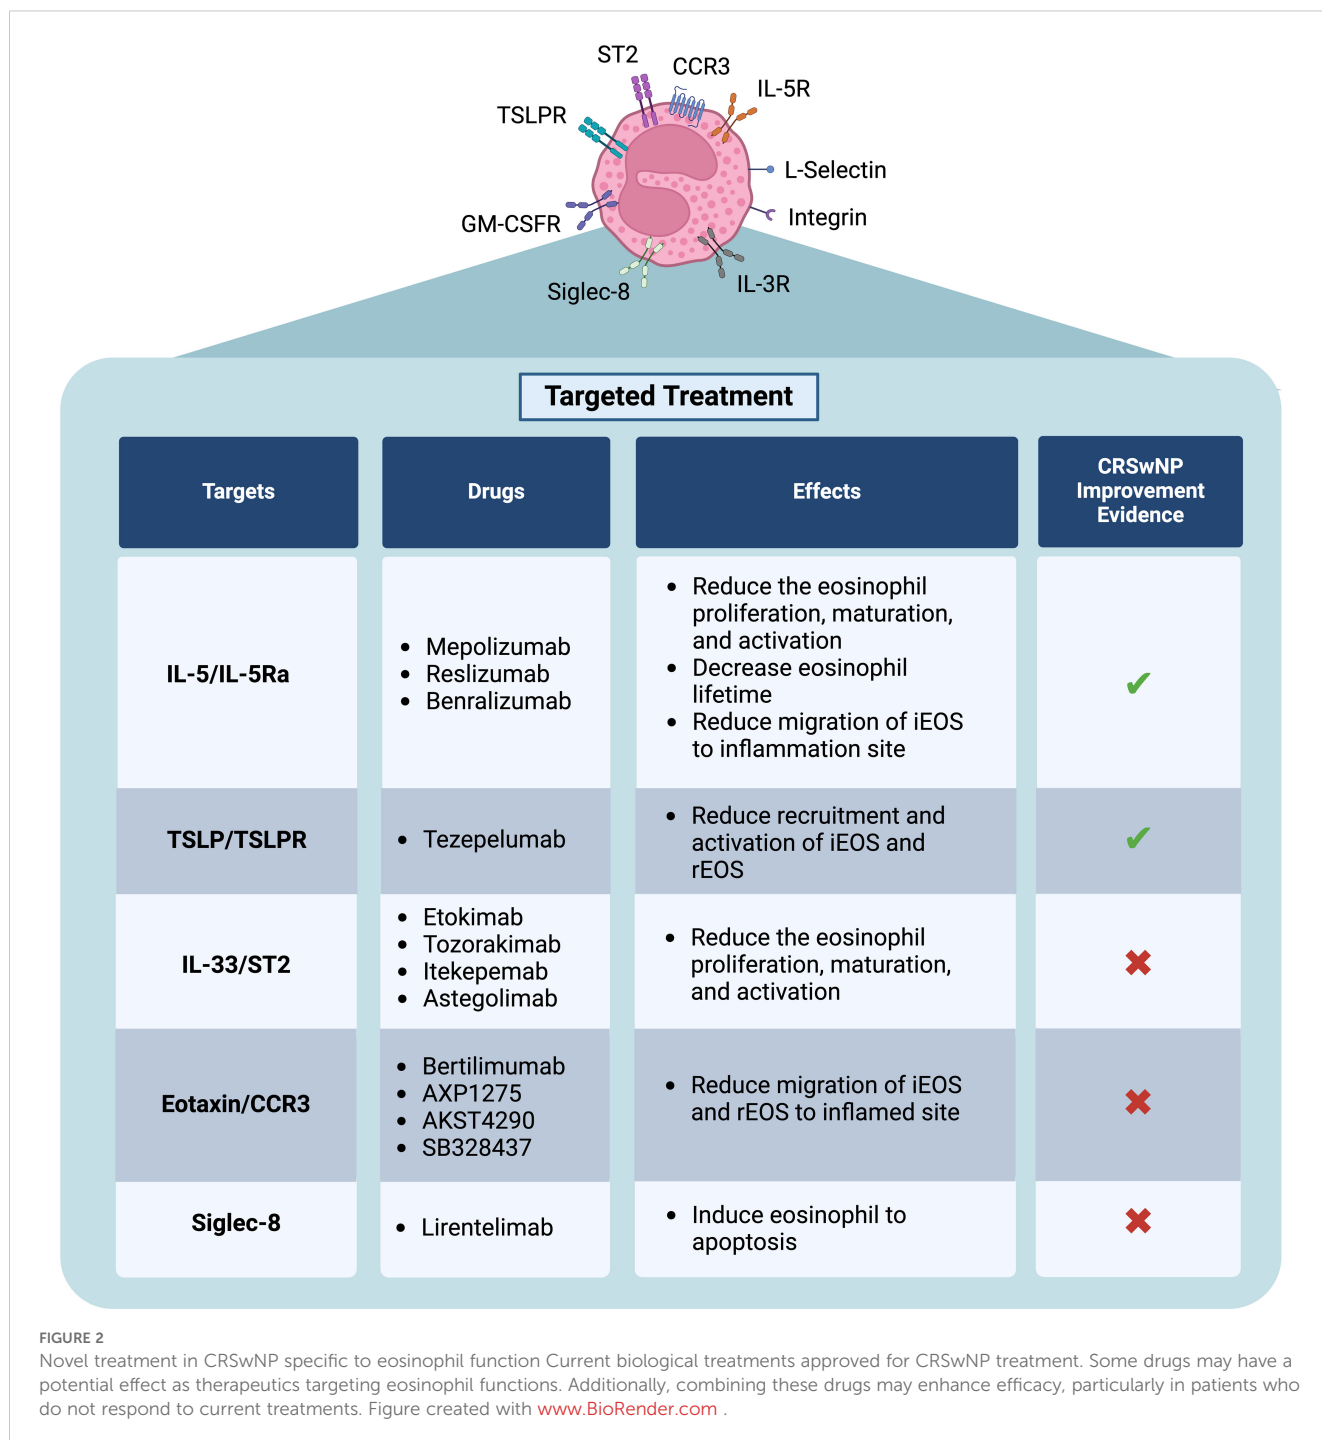 ST2
CCR3
IL-5R
TSLPR
L-Selectin
Integrin
GM-CSFR
IL-3R
Siglec-8
Targeted Treatment
Targets
Drugs
Effects
CRSwNP
Improvement
Evidence
IL-5/IL-5Ra
• Mepolizumab
• Reslizumab
• Benralizumab
• Reduce the eosinophil
proliferation, maturation,
and activation
• Decrease eosinophil
lifetime
• Reduce migration of iEOS
to inflammation site
✔
TSLP/TSLPR
• Tezepelumab
• Reduce recruitment and
activation of iEOS and
rEOS
✔
IL-33/ST2
• Etokimab
• Tozorakimab
• Itekepemab
• Astegolimab
• Reduce the eosinophil
proliferation, maturation,
and activation
✖
Eotaxin/CCR3
• Bertilimumab
• AXP1275
• AKST4290
• SB328437
• Reduce migration of iEOS
and rEOS to inflamed site
✖
Siglec-8
• Lirentelimab
• Induce eosinophil to
apoptosis
✖
FIGURE 2
Novel treatment in CRSwNP specific to eosinophil function Current biological treatments approved for CRSwNP treatment. Some drugs may have a
potential effect as therapeutics targeting eosinophil functions. Additionally, combining these drugs may enhance efficacy, particularly in patients who
do not respond to current treatments. Figure created with www.BioRender.com .